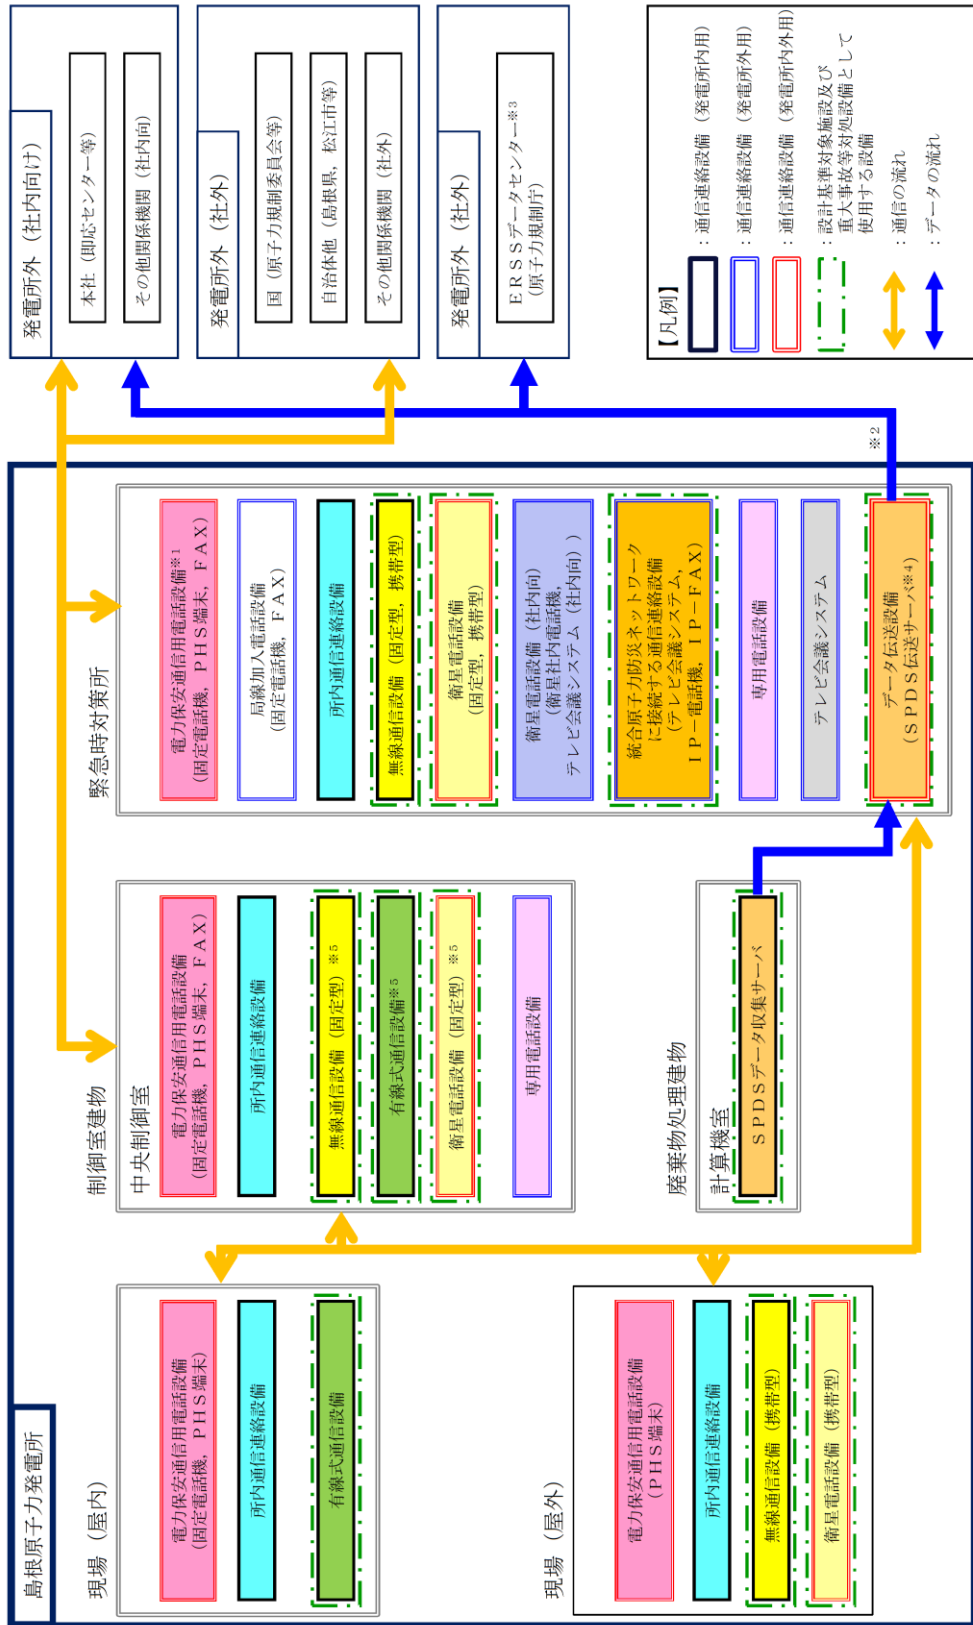 島根原子力発電所
現場（屋内）
電力保安通信用電話設備
（固定電話機，ＰＨＳ端末）
所内通信連絡設備
有線式通信設備
現場（屋外）
電力保安通信用電話設備
（ＰＨＳ端末）
所内通信連絡設備
無線通信設備（携帯型）
衛星電話設備（携帯型）
制御室建物
中央制御室
電力保安通信用電話設備
（固定電話機，ＰＨＳ端末，ＦＡＸ）
所内通信連絡設備
無線通信設備（固定型）※5
有線式通信設備※5
衛星電話設備（固定型）※5
専用電話設備
廃棄物処理建物
計算機室
ＳＰＤＳデータ収集サーバ
緊急時対策所
電力保安通信用電話設備※1
（固定電話機，ＰＨＳ端末，ＦＡＸ）
局線加入電話設備
（固定電話機，ＦＡＸ）
所内通信連絡設備
無線通信設備（固定型，携帯型）
衛星電話設備
（固定型，携帯型）
衛星電話設備（社内向）
（衛星社内電話機，
テレビ会議システム（社内向））
統合原子力防災ネットワーク
に接続する通信連絡設備
（テレビ会議システム，
ＩＰ－電話機，ＩＰ－ＦＡＸ）
専用電話設備
テレビ会議システム
データ伝送設備
（ＳＰＤＳ伝送サーバ※4）
※2
発電所外（社内向け）
本社（即応センター等）
その他関係機関（社内向）
発電所外（社外）
国（原子力規制委員会等）
自治体他（島根県，松江市等）
その他関係機関（社外）
発電所外（社外）
ＥＲＳＳデータセンター※3
（原子力規制庁）
【凡例】
：通信連絡設備（発電所内用）
：通信連絡設備（発電所外用）
：通信連絡設備（発電所内外用）
：設計基準対象施設及び
重大事故等対処設備として
使用する設備
：通信の流れ
：データの流れ